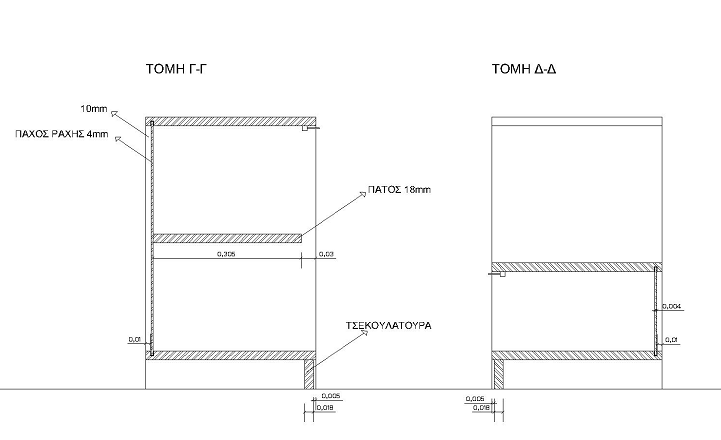 ΤΟΜΗ Γ-Γ
ΤΟΜΗ Δ-Δ
10mm
ΠΑΧΟΣ ΡΑΧΗΣ 4mm
ΠΑΤΟΣ 18mm
0,305
0,03
0,004
ΤΣΕΚΟΥΛΑΤΟΥΡΑ
0,01
0,01
0,005
0,018
0,005
0,018